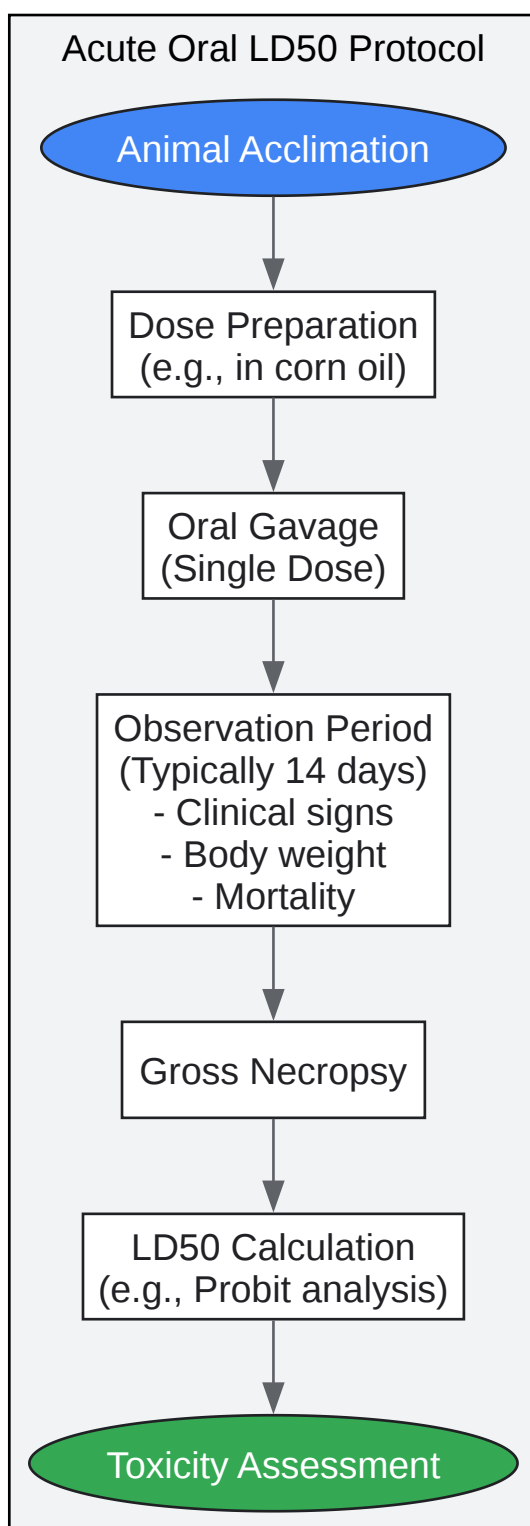 Acute Oral LD50 Protocol
Animal Acclimation
Dose Preparation
(e.g., in corn oil)
Oral Gavage
(Single Dose)
Observation Period
(Typically 14 days)
- Clinical signs
- Body weight
- Mortality
Gross Necropsy
LD50 Calculation
(e.g., Probit analysis)
Toxicity Assessment